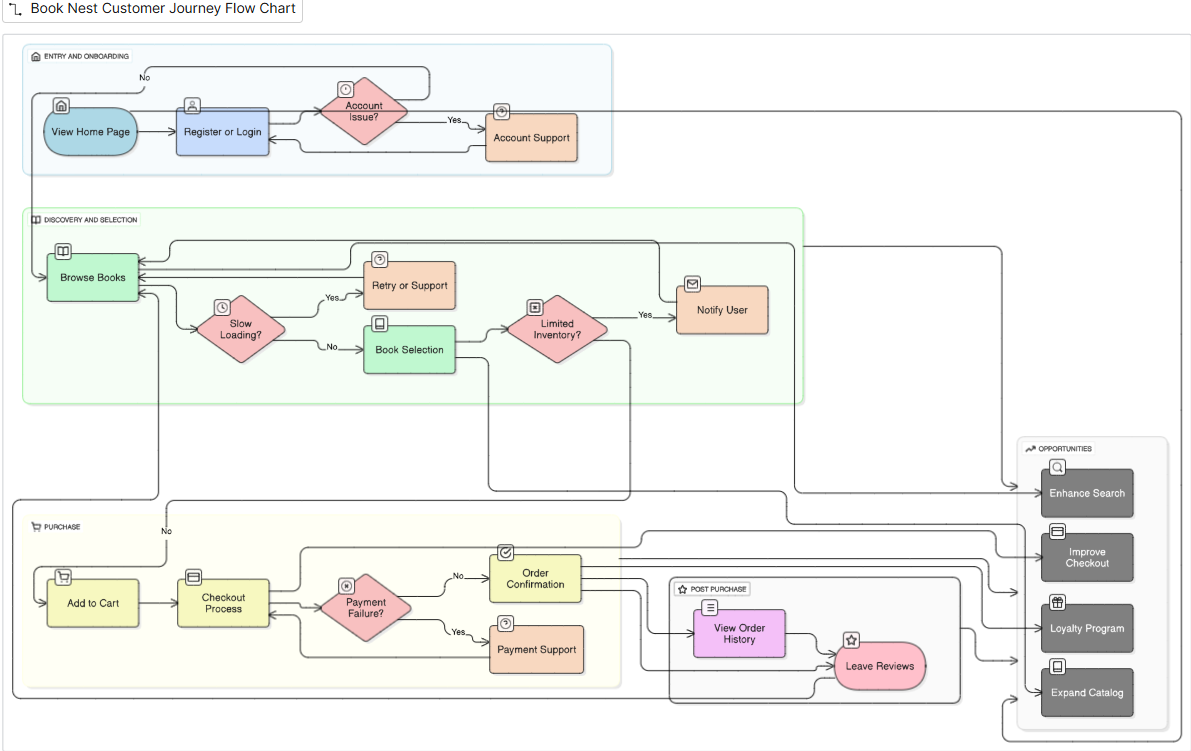 Book Nest Customer Journey Flow Chart
ENTRY AND ONBOARDING
No
View Home Page
Register or Login
Account
Issue?
Yes
Account Support
DISCOVERY AND SELECTION
Browse Books
Slow
Loading?
Yes
Retry or Support
No
Book Selection
Limited
Inventory?
Yes
Notify User
No
OPPORTUNITIES
Enhance Search
Improve
Checkout
Loyalty Program
Expand Catalog
PURCHASE
Add to Cart
Checkout
Process
Payment
Failure?
No
Order
Confirmation
Yes
Payment Support
POST PURCHASE
View Order
History
Leave Reviews